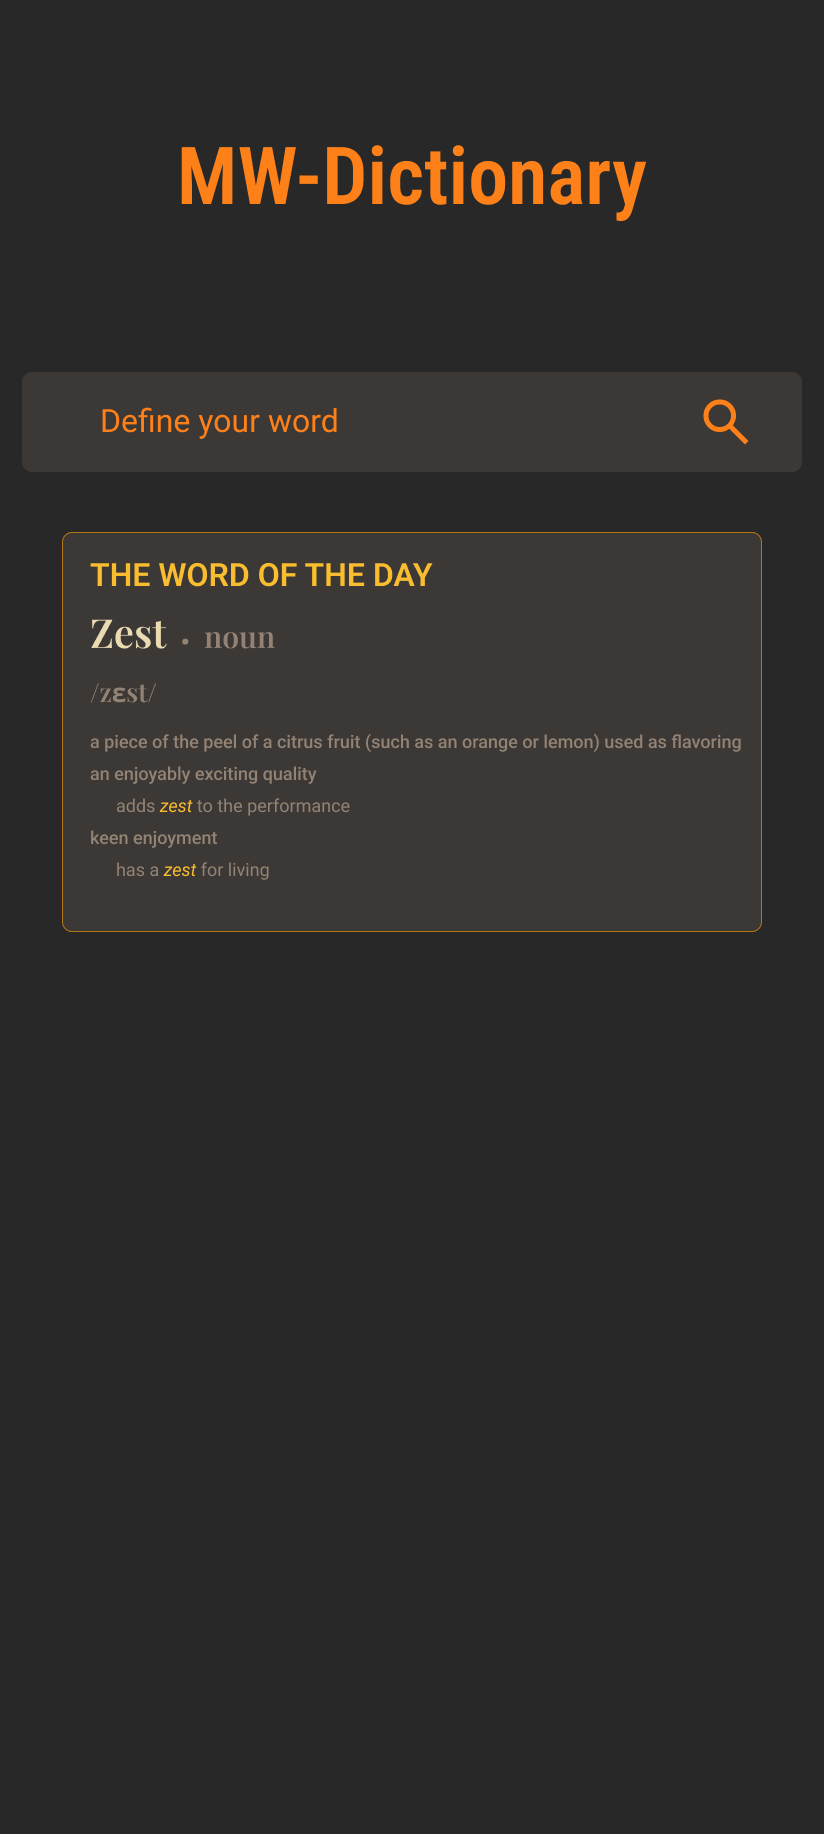 MW-Dictionary
Define your word
THE WORD OF THE DAY
Zest • noun
/zɛst/
a piece of the peel of a citrus fruit (such as an orange or lemon) used as flavoring
an enjoyably exciting quality
adds zest to the performance
keen enjoyment
has a zest for living